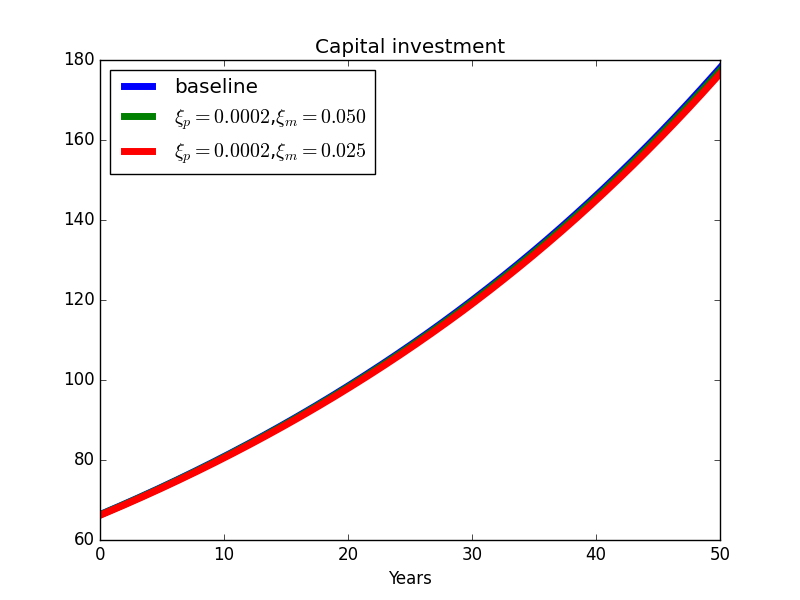 Capital investment
180
160
140
120
100
80
60
baseline
ξₚ = 0.0002,ξₘ = 0.050
ξₚ = 0.0002,ξₘ = 0.025
0 10 20 30 40 50
Years